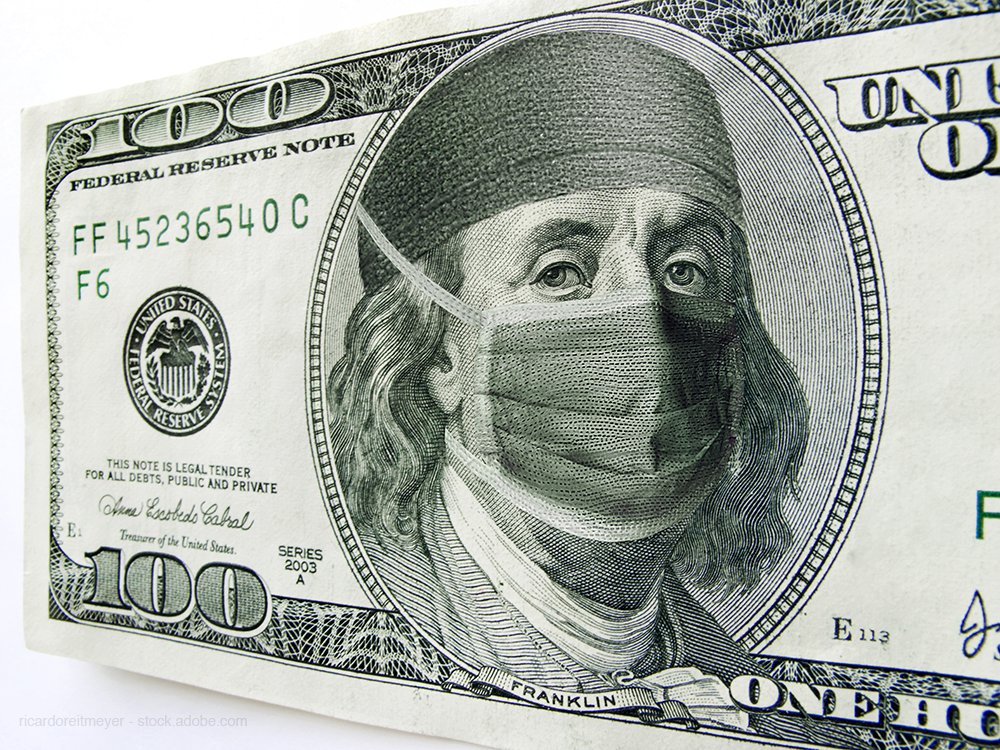 100
FEDERAL RESERVE NOTE
FF 45236540 C
F6
UNITED STATES
FEDERAL RESERVE SYSTEM
THIS NOTE IS LEGAL TENDER
FOR ALL DEBTS, PUBLIC AND PRIVATE
Anna Escobedo Cabral
Treasurer of the United States.
E1
SERIES
2003
A
100
FRANKLIN
UNIT
O
F
E 113
ONE HU
ricardoreitmeyer - stock.adobe.com